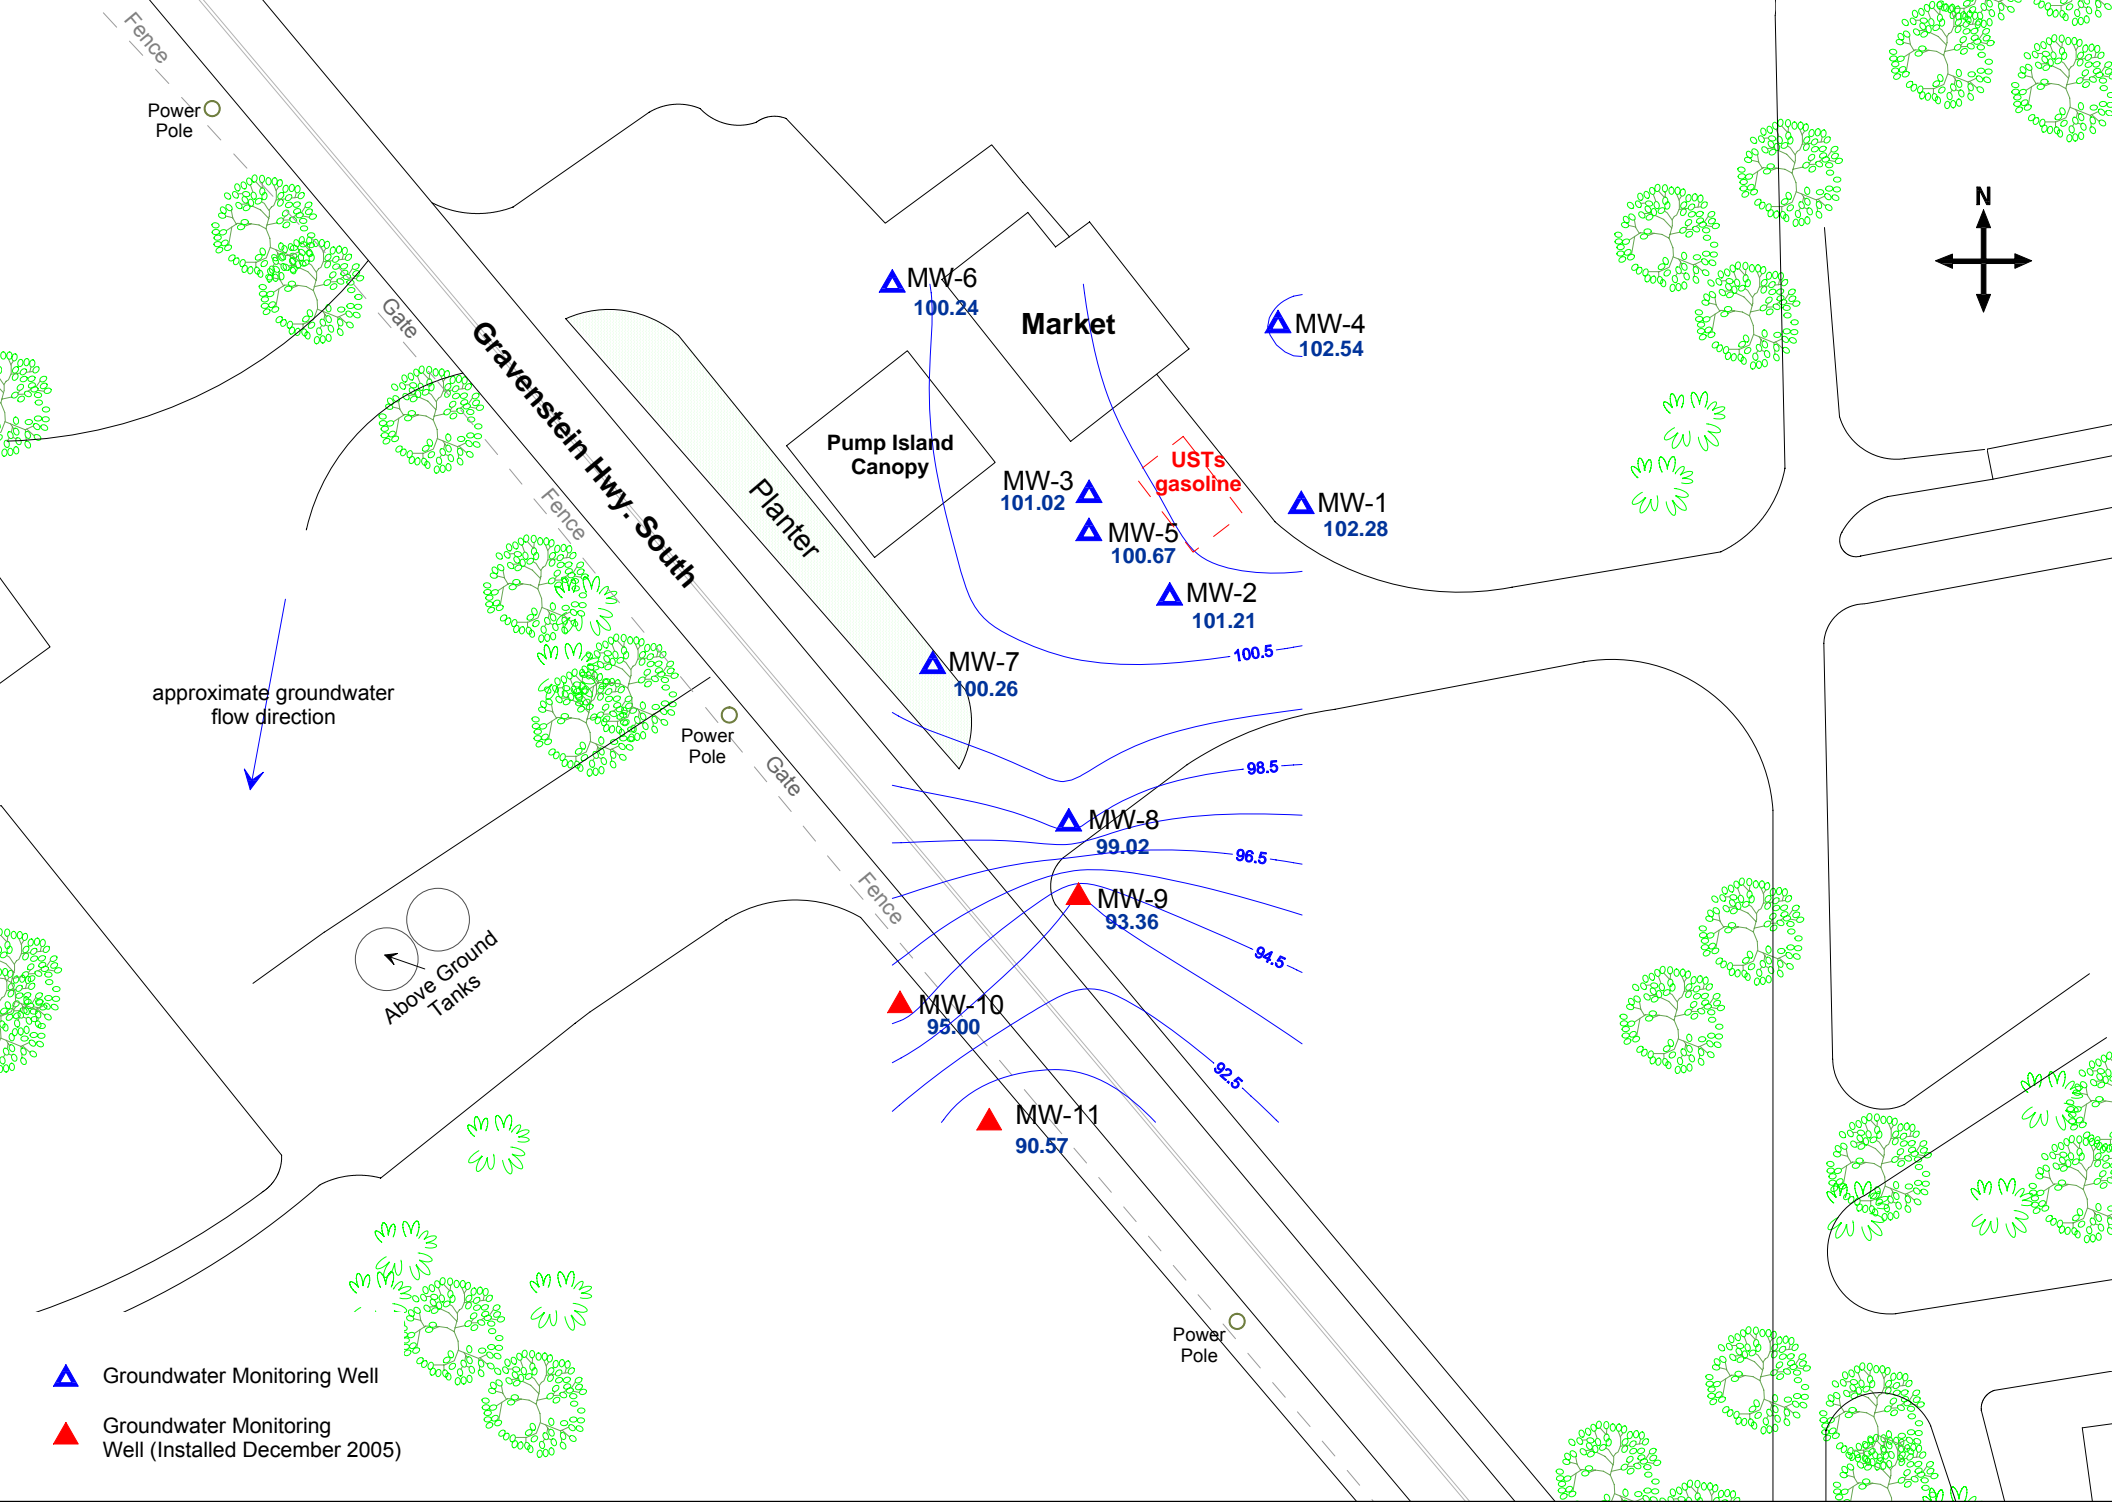 Fence
Power
Pole
N
Gate
Gravenstein Hwy. South
MW-6
100.24
Market
MW-4
102.54
Pump Island
Canopy
USTs
gasoline
MW-3
101.02
MW-1
102.28
Planter
Fence
MW-5
100.67
MW-2
101.21
100.5
MW-7
100.26
approximate groundwater
flow direction
Power
Pole
Gate
98.5
MW-8
99.02
96.5
Fence
MW-9
93.36
94.5
Above Ground
Tanks
MW-10
95.00
92.5
MW-11
90.57
Power
Pole
Groundwater Monitoring Well
Groundwater Monitoring
Well (Installed December 2005)